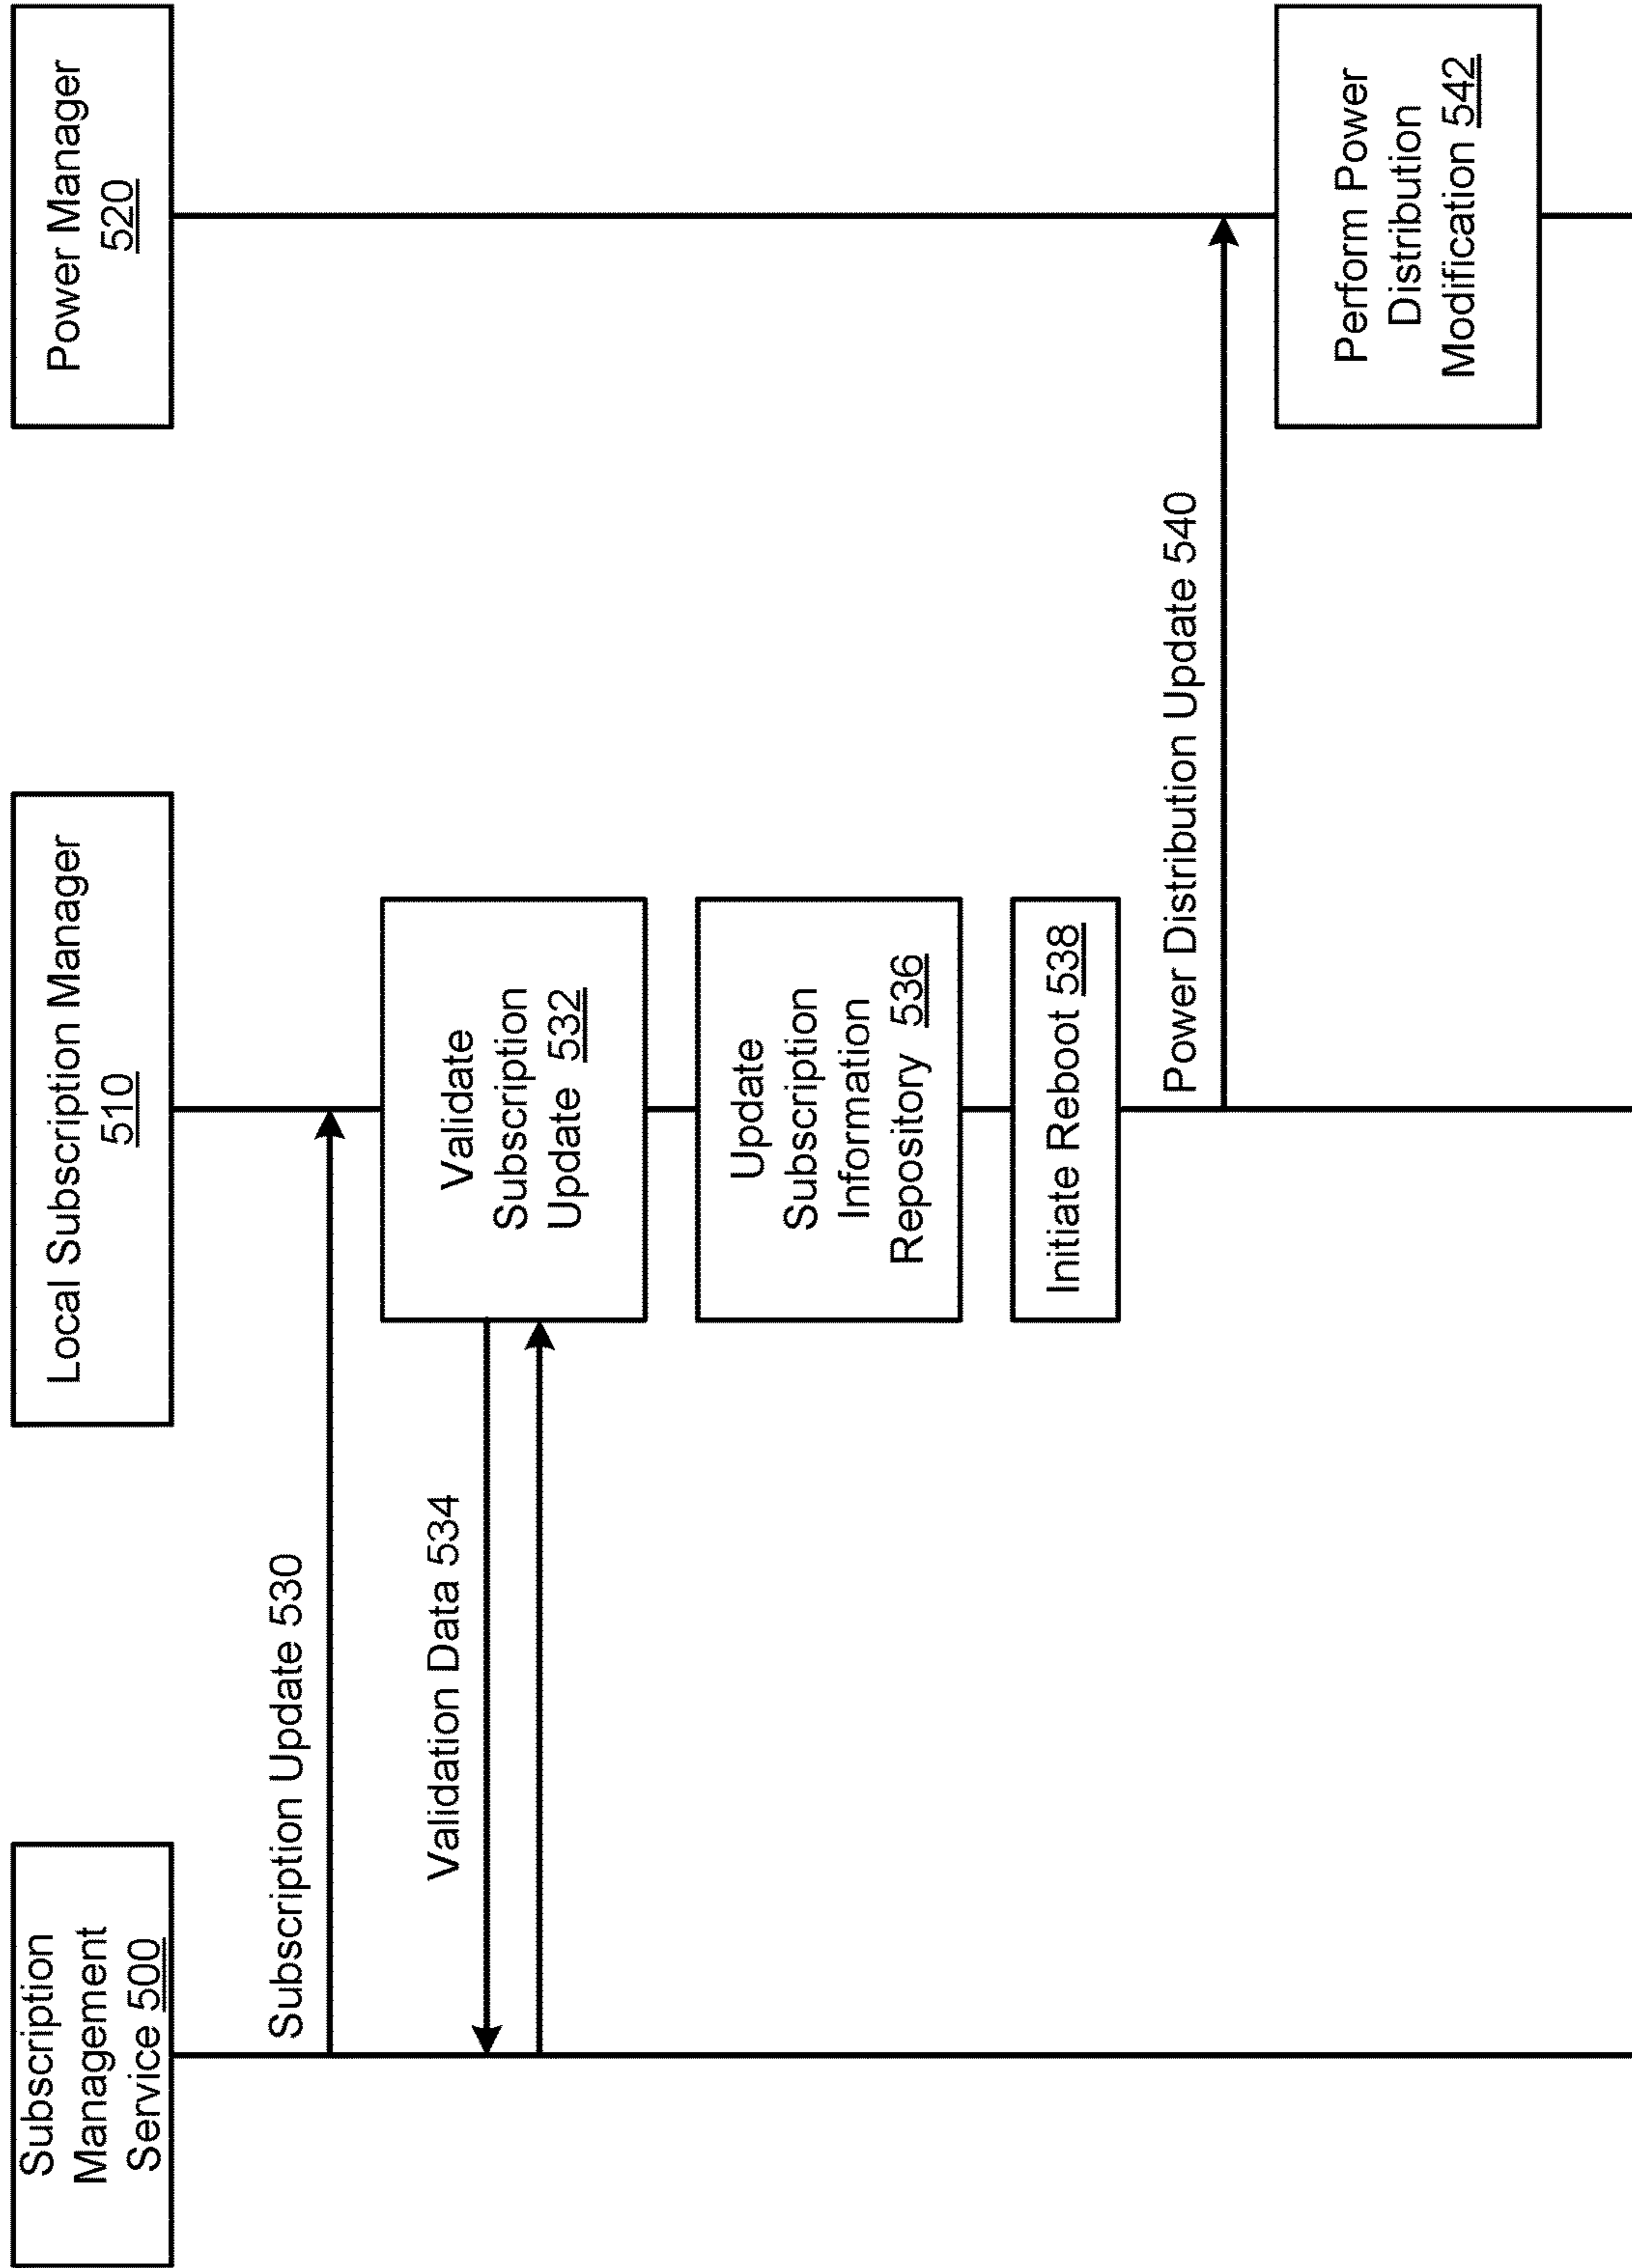 Subscription
Management
Service 500
Local Subscription Manager
510
Power Manager
520
Subscription Update 530
Validate
Subscription
Update 532
Validation Data 534
Update
Subscription
Information
Repository 536
Initiate Reboot 538
Power Distribution Update 540
Perform Power
Distribution
Modification 542